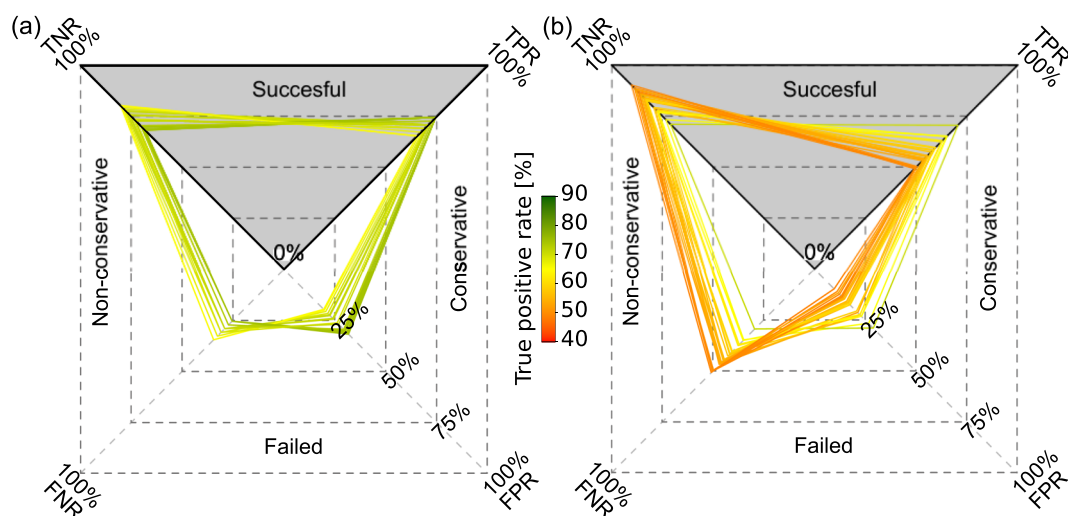 (a)
TNR
100%
TPR
100%
Succesful
Non-conservative
Conservative
0%
25%
50%
75%
Failed
100%
FNR
100%
FPR
True positive rate [%]
90
80
70
60
50
40
(b)
TNR
100%
TPR
100%
Succesful
Non-conservative
Conservative
0%
25%
50%
75%
Failed
100%
FNR
100%
FPR